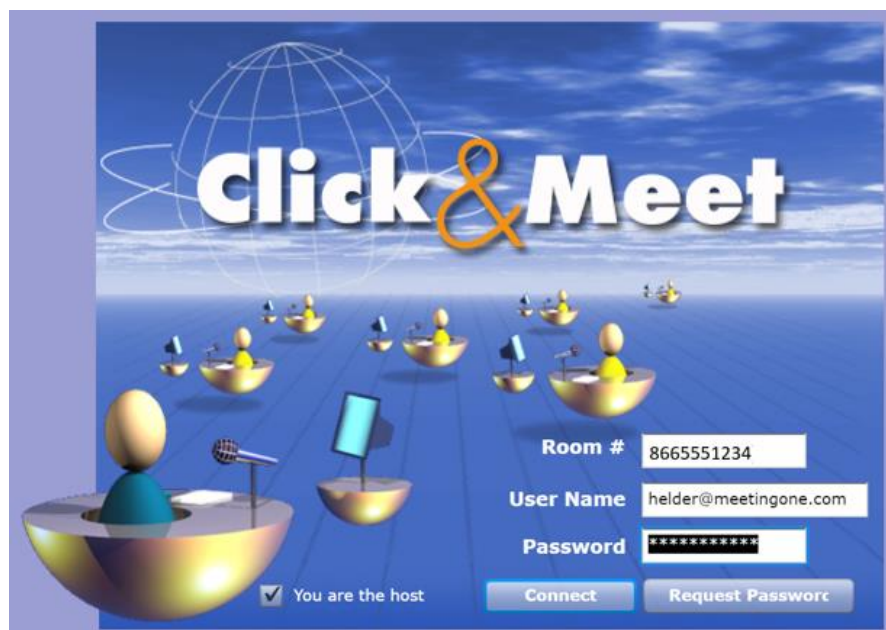 Click&Meet
Room # 8665551234
User Name helder@meetingone.com
Password ***********
You are the host Connect Request Passworc